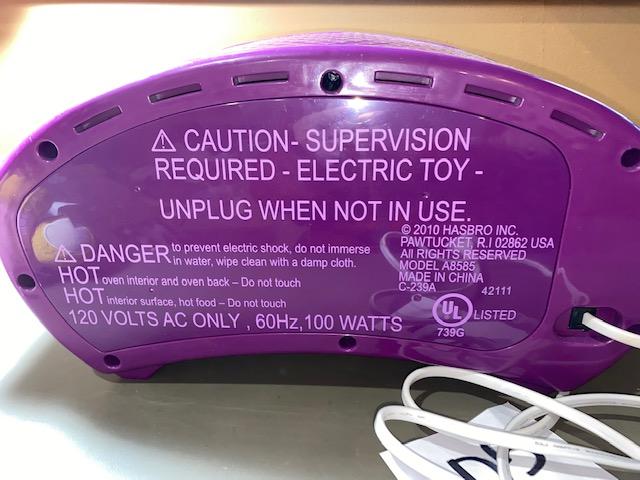 ⚠ CAUTION- SUPERVISION
REQUIRED - ELECTRIC TOY -
UNPLUG WHEN NOT IN USE.
⚠ DANGER to prevent electric shock, do not immerse
in water, wipe clean with a damp cloth.
HOT oven interior and oven back – Do not touch
HOT interior surface, hot food – Do not touch
120 VOLTS AC ONLY , 60Hz,100 WATTS
© 2010 HASBRO INC.
PAWTUCKET, R.I 02862 USA
All RIGHTS RESERVED
MODEL A8585
MADE IN CHINA
C-239A
42111
UL LISTED
739G